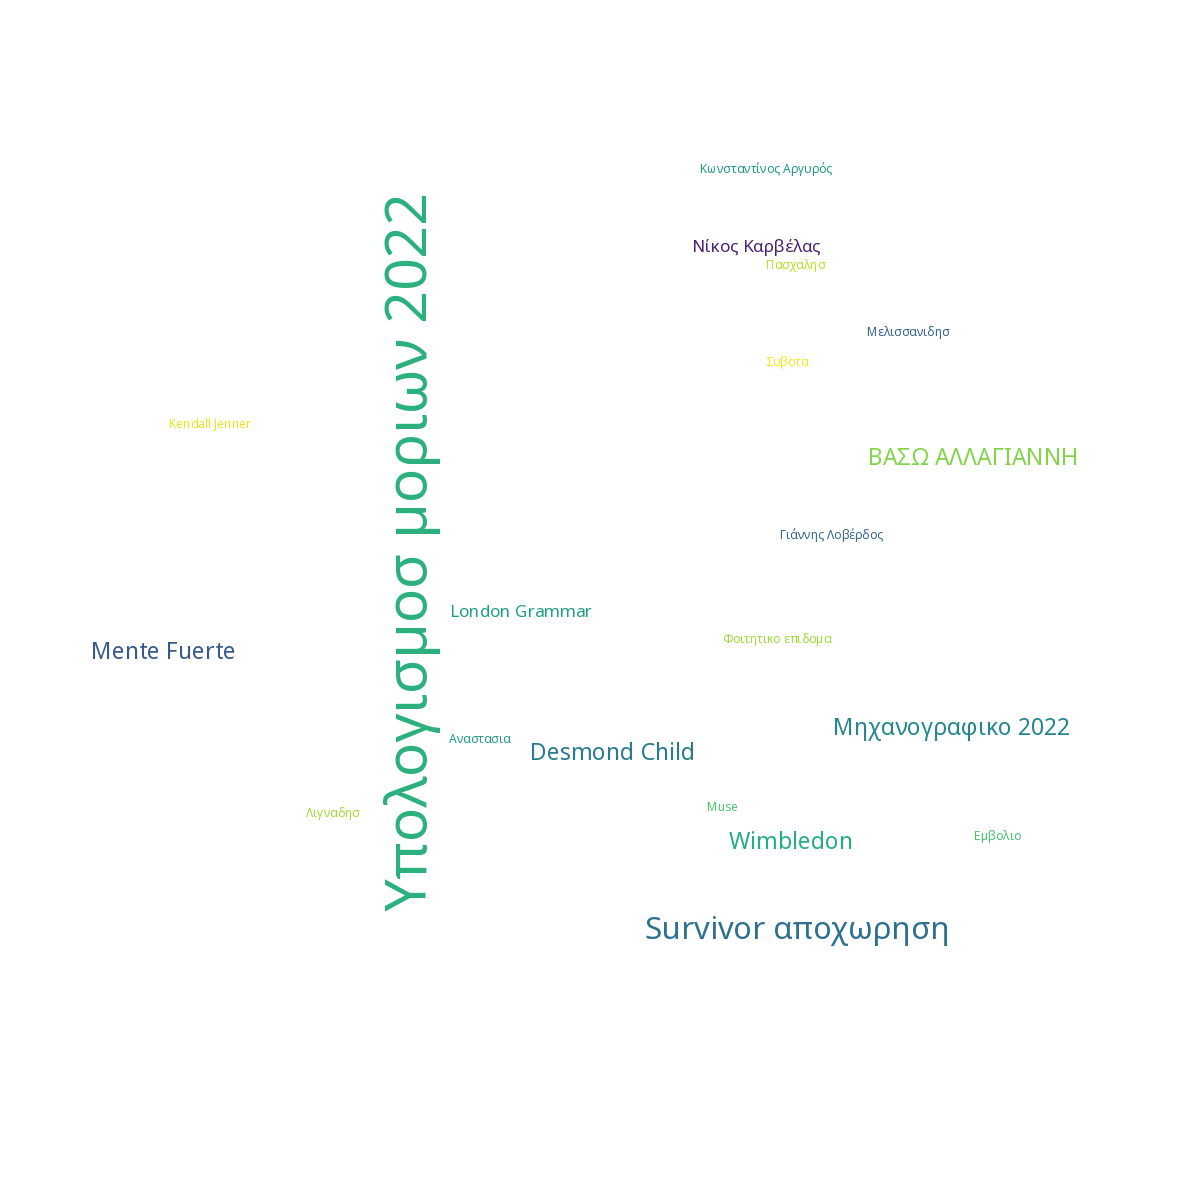 Κωνσταντίνος Αργυρός
Νίκος Καρβέλας
Πασχαλησ
Μελισσανιδησ
Συβοτα
Kendall Jenner
ΒΑΣΩ ΑΛΛΑΓΙΑΝΝΗ
Γιάννης Λοβέρδος
Υπολογισμοσ μοριων 2022
London Grammar
Φοιτητικο επιδομα
Mente Fuerte
Μηχανογραφικο 2022
Αναστασια
Desmond Child
Muse
Λιγναδησ
Wimbledon
Εμβολιο
Survivor αποχωρηση